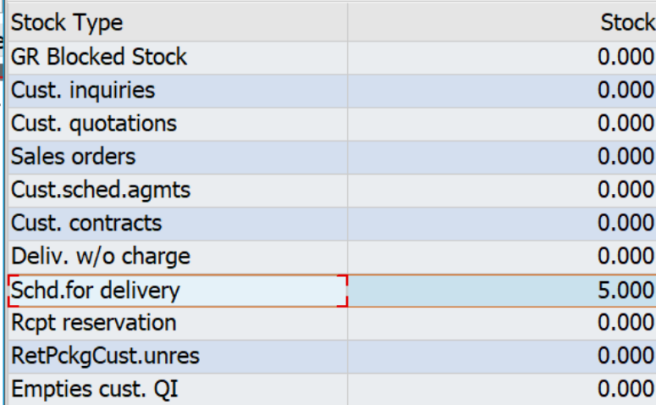 Stock Type Stock
GR Blocked Stock 0.000
Cust. inquiries 0.000
Cust. quotations 0.000
Sales orders 0.000
Cust.sched.agmts 0.000
Cust. contracts 0.000
Deliv. w/o charge 0.000
Schd.for delivery 5.000
Rcpt reservation 0.000
RetPckgCust.unres 0.000
Empties cust. QI 0.000